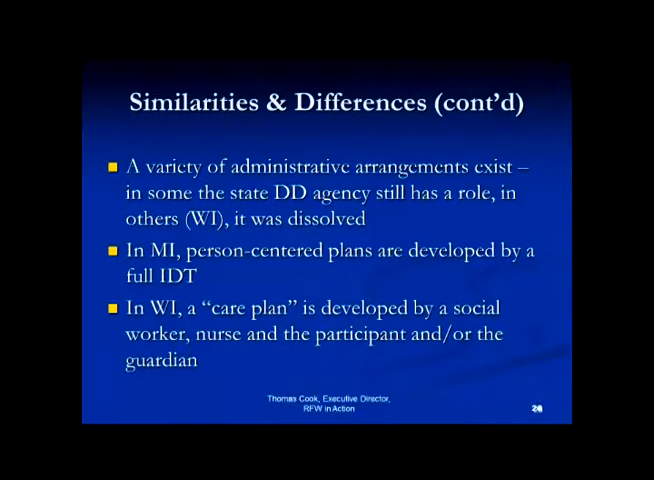 Similarities & Differences (cont’d)
A variety of administrative arrangements exist –
in some the state DD agency still has a role, in
others (WI), it was dissolved
In MI, person-centered plans are developed by a
full IDT
In WI, a “care plan” is developed by a social
worker, nurse and the participant and/or the
guardian
Thomas Cook, Executive Director,
RFW in Action